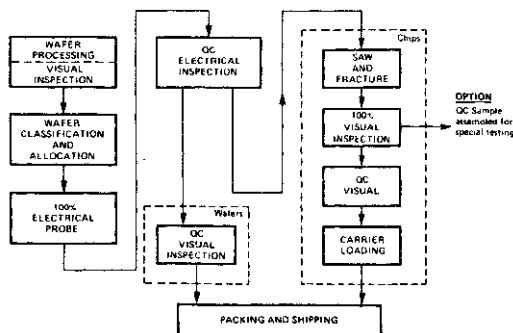 WAFER
PROCESSING
VISUAL
INSPECTION
WAFER
CLASSIFICATION
AND
ALLOCATION
100%
ELECTRICAL
PROBE
QC
ELECTRICAL
INSPECTION
Wafers
QC
VISUAL
INSPECTION
Chips
SAW
AND
FRACTURE
100%
VISUAL
INSPECTION
QC
VISUAL
CARRIER
LOADING
OPTION
QC Sample
assembled for
special testing
PACKING AND SHIPPING